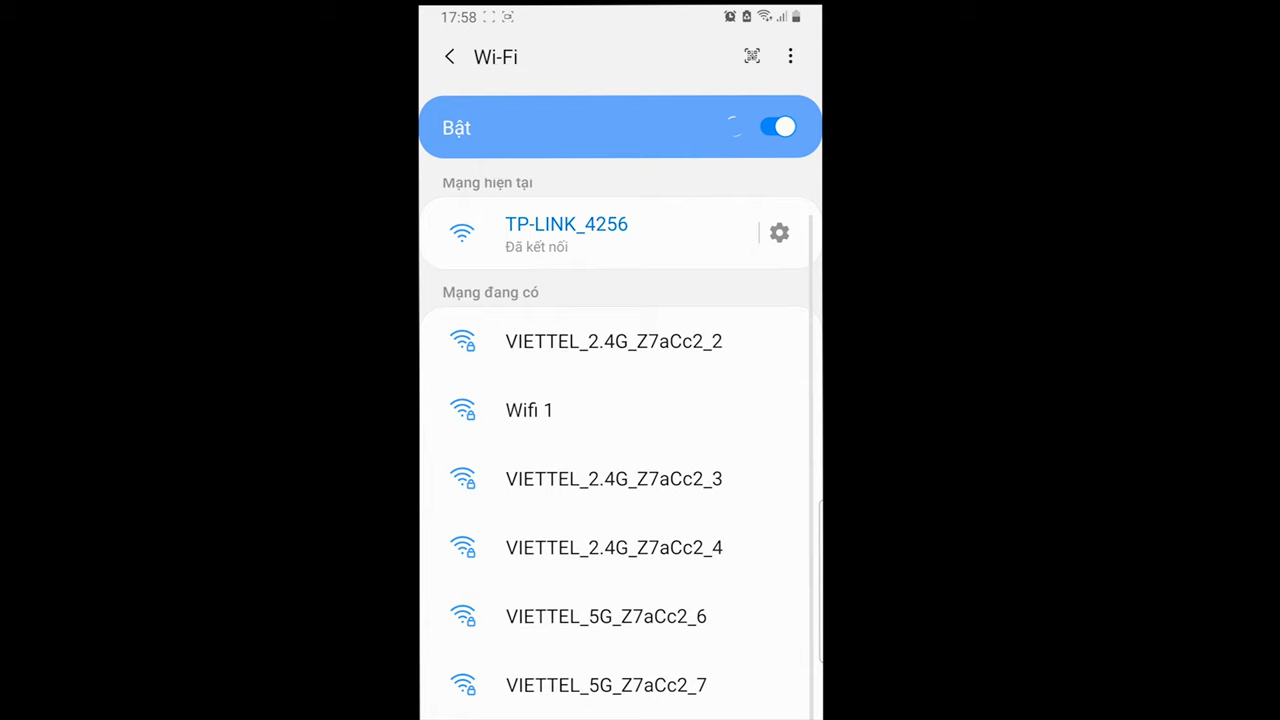 17:58
Wi-Fi
Bật
Mạng hiện tại
TP-LINK_4256
Đã kết nối
Mạng đang có
VIETTEL_2.4G_Z7aCc2_2
Wifi 1
VIETTEL_2.4G_Z7aCc2_3
VIETTEL_2.4G_Z7aCc2_4
VIETTEL_5G_Z7aCc2_6
VIETTEL_5G_Z7aCc2_7